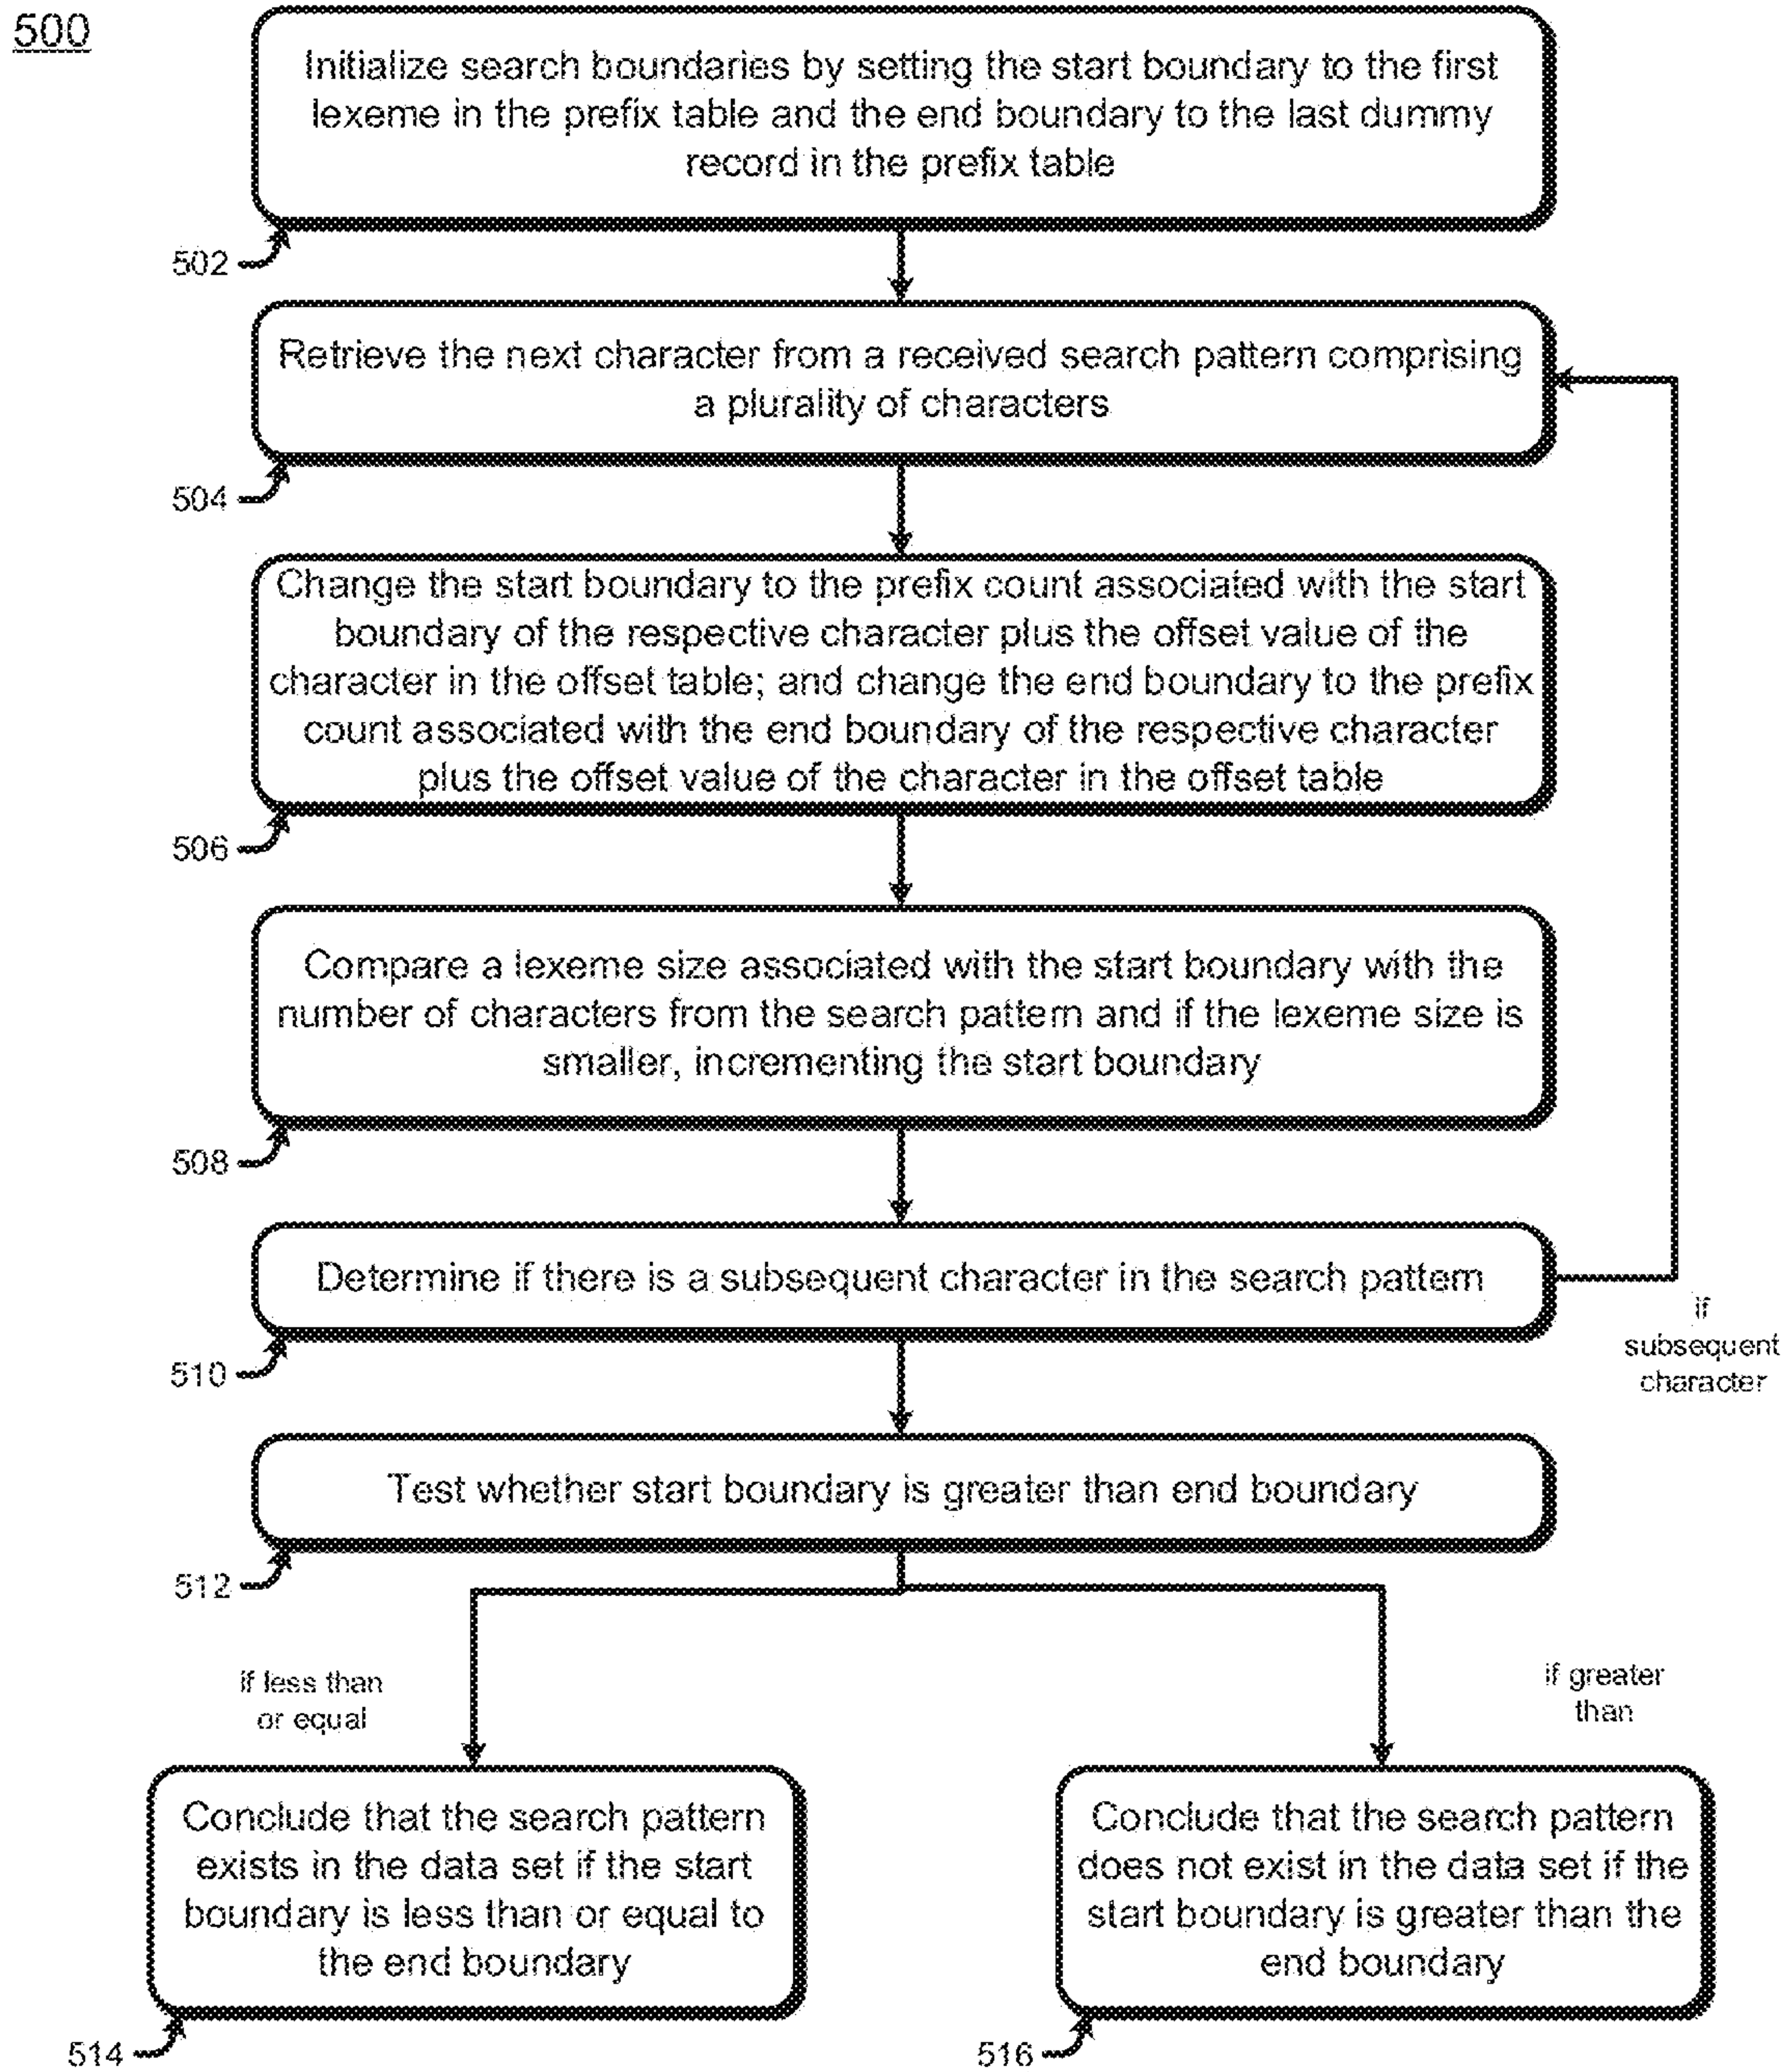 500
Initialize search boundaries by setting the start boundary to the first
lexeme in the prefix table and the end boundary to the last dummy
record in the prefix table
502
Retrieve the next character from a received search pattern comprising
a plurality of characters
504
Change the start boundary to the prefix count associated with the start
boundary of the respective character plus the offset value of the
character in the offset table; and change the end boundary to the prefix
count associated with the end boundary of the respective character
plus the offset value of the character in the offset table
506
Compare a lexeme size associated with the start boundary with the
number of characters from the search pattern and if the lexeme size is
smaller, incrementing the start boundary
508
Determine if there is a subsequent character in the search pattern
if
subsequent
character
510
Test whether start boundary is greater than end boundary
512
if less than
or equal
if greater
than
Conclude that the search pattern
exists in the data set if the start
boundary is less than or equal to
the end boundary
514
Conclude that the search pattern
does not exist in the data set if the
start boundary is greater than the
end boundary
516